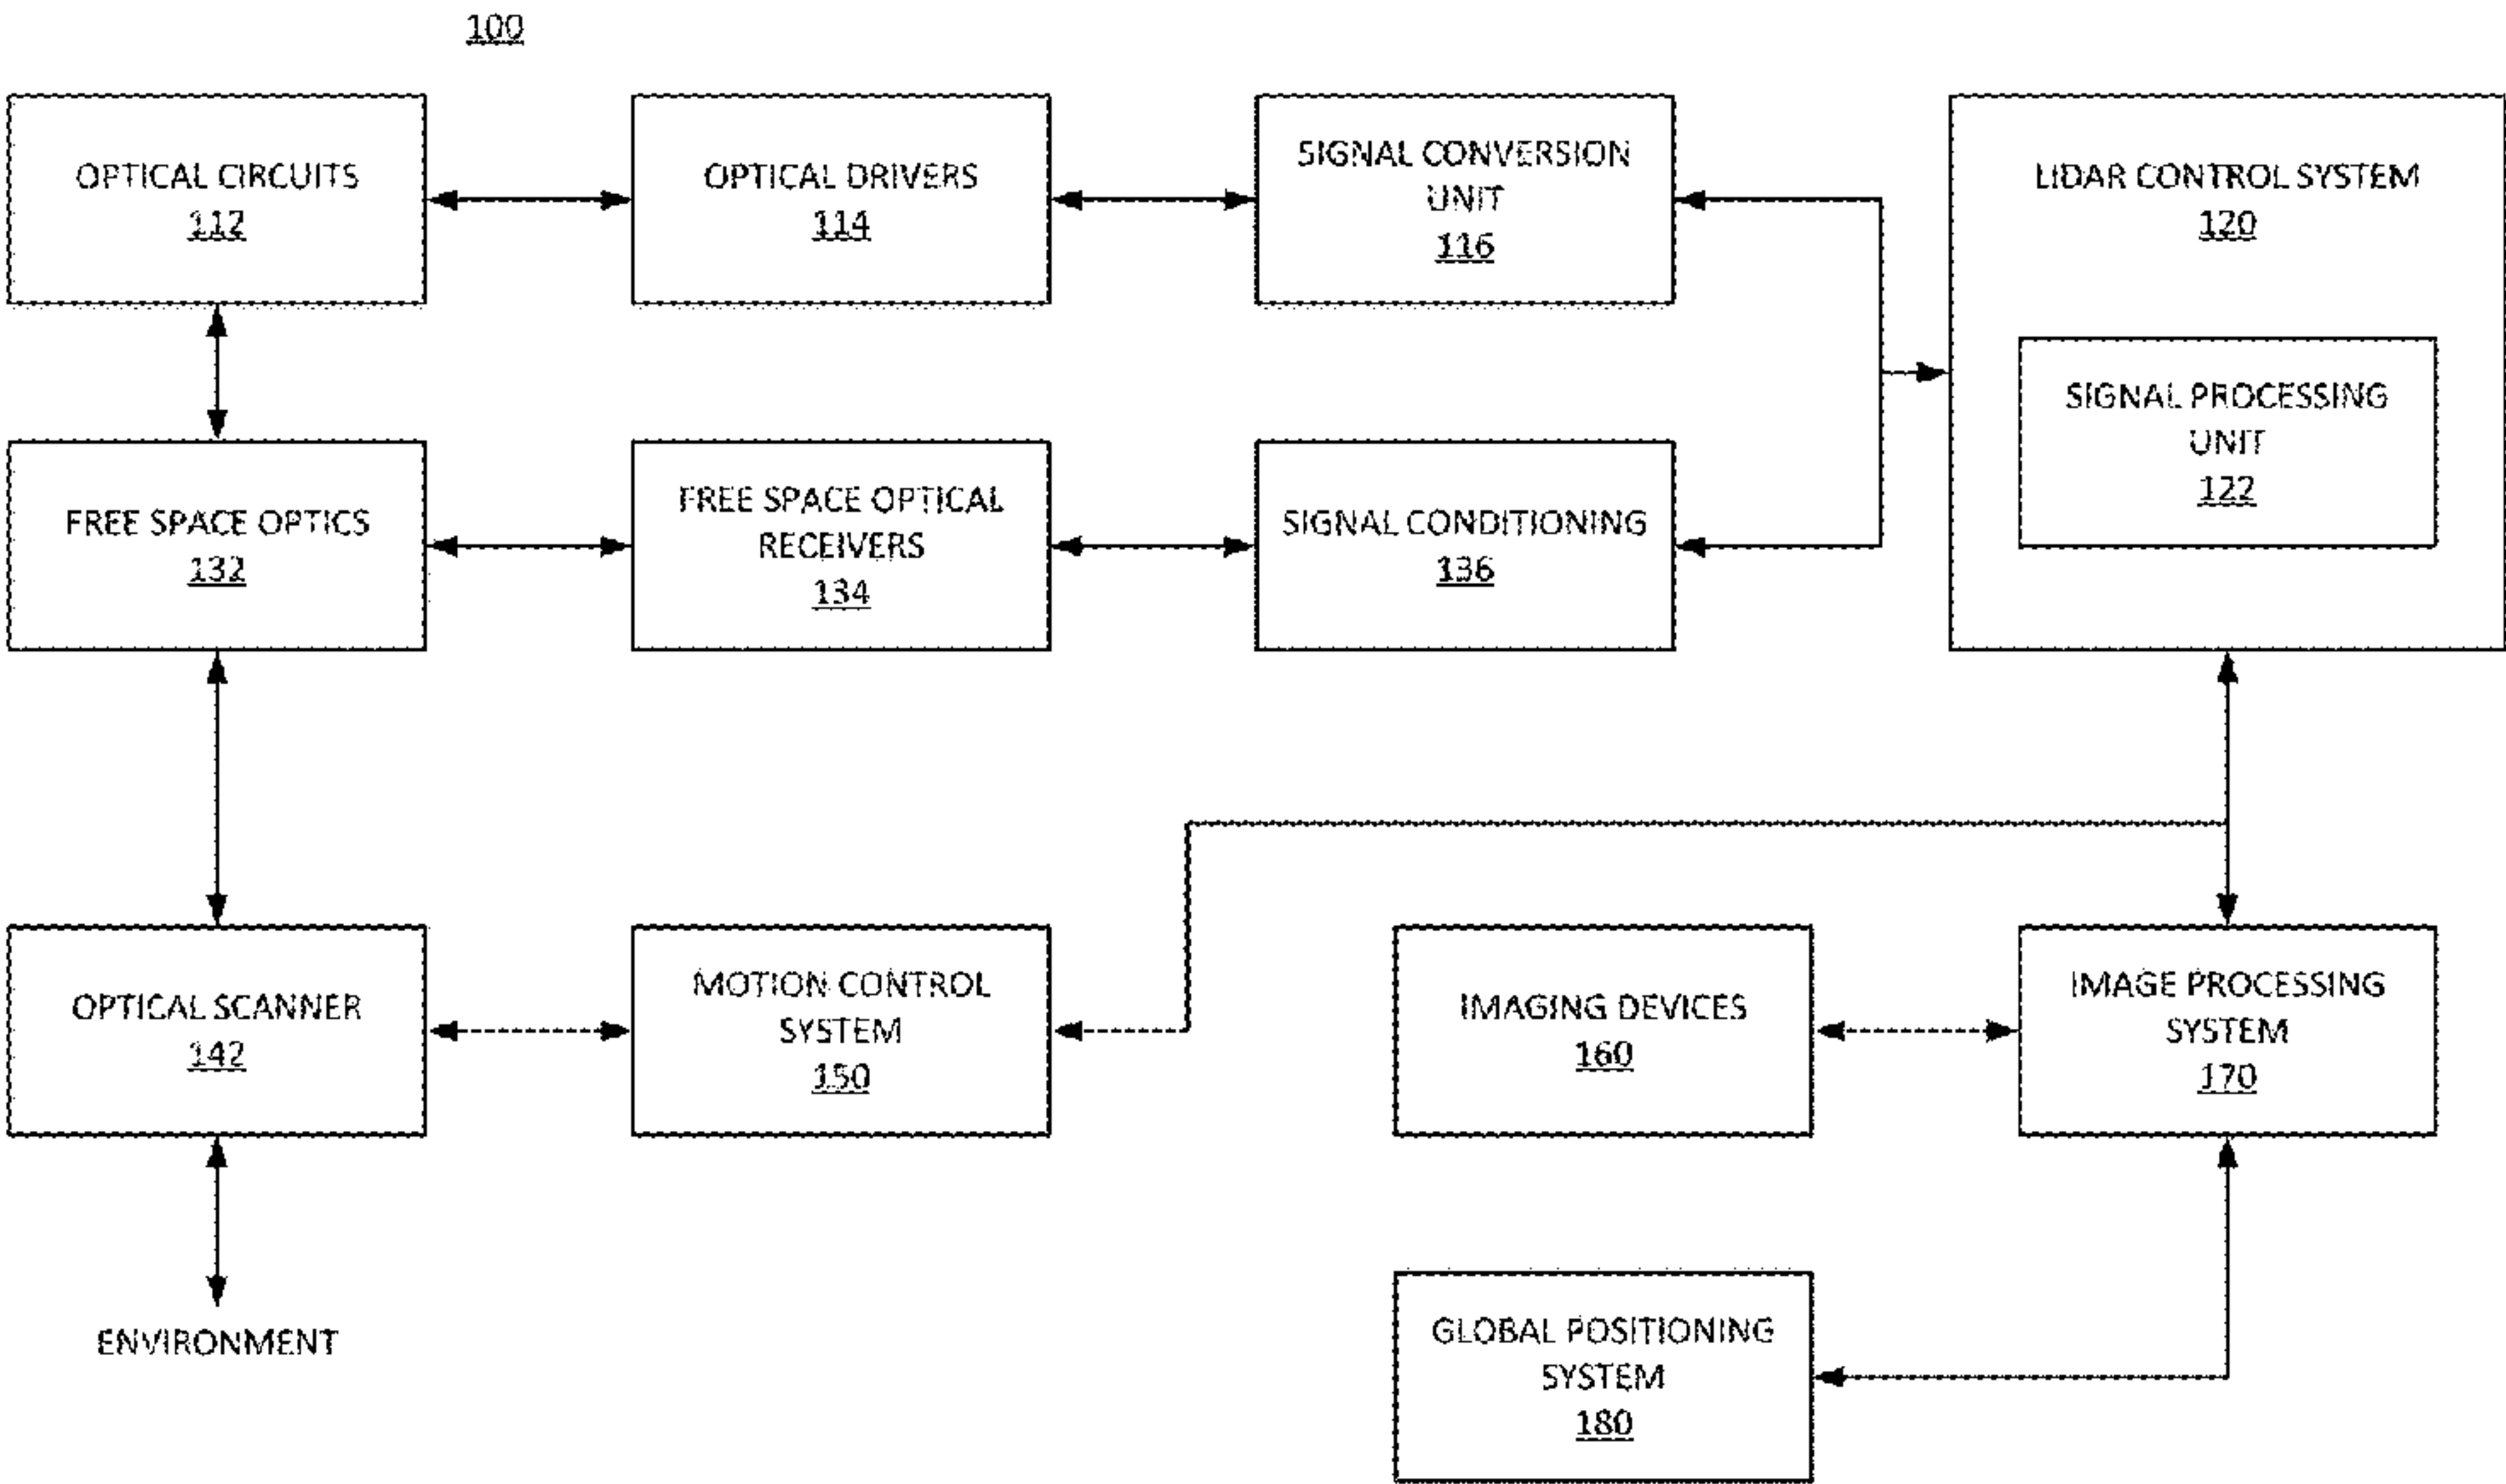 100
OPTICAL CIRCUITS
112
OPTICAL DRIVERS
114
SIGNAL CONVERSION
UNIT
116
LIDAR CONTROL SYSTEM
120
SIGNAL PROCESSING
UNIT
122
FREE SPACE OPTICS
132
FREE SPACE OPTICAL
RECEIVERS
134
SIGNAL CONDITIONING
136
OPTICAL SCANNER
142
MOTION CONTROL
SYSTEM
150
IMAGING DEVICES
160
IMAGE PROCESSING
SYSTEM
170
ENVIRONMENT
GLOBAL POSITIONING
SYSTEM
180